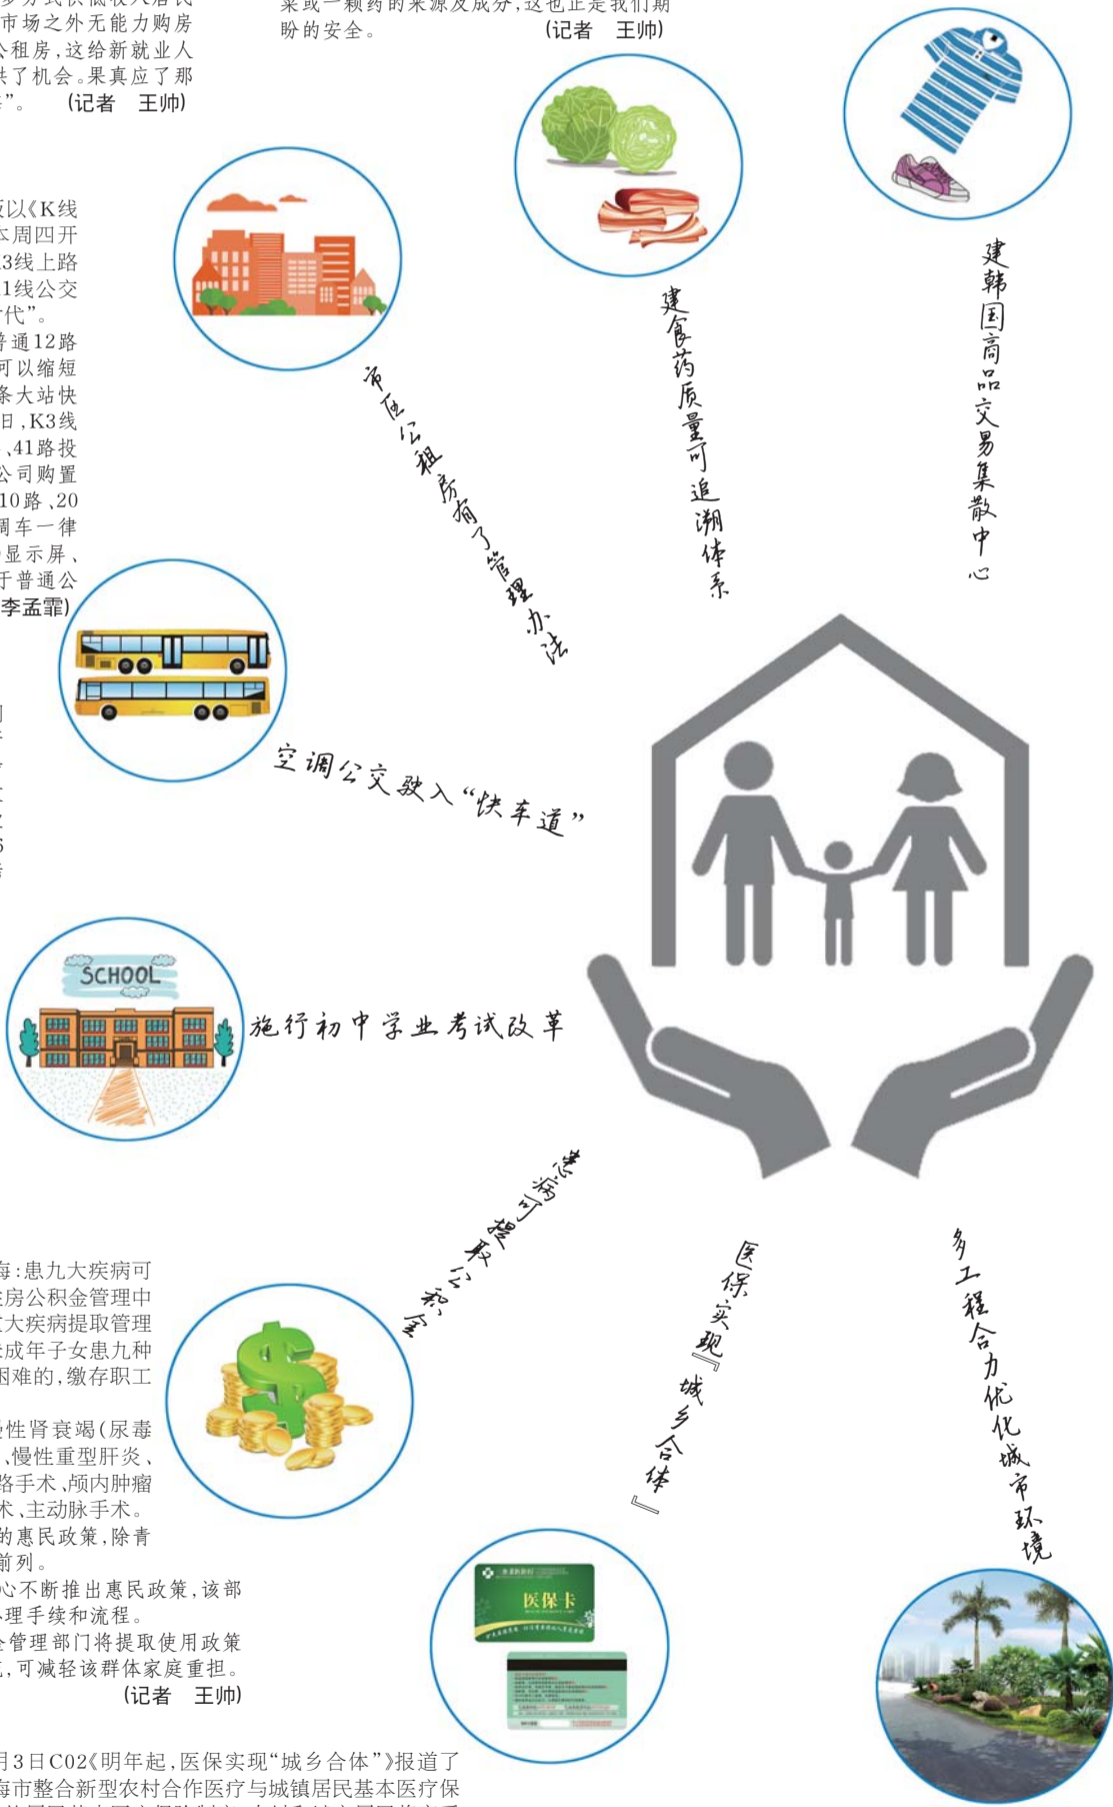 市场之外无能力购房
公租房,这给新就业人
供了机会。果真应了那
”。 (记者 王帅)
菜或一颗药的来源及成分,这也正是我们期
盼的安全。 (记者 王帅)
版以《K线
本周四开
3线上路
1线公交
时代”。
普通12路
可以缩短
条大站快
日,K3线
、41路投
公司购置
10路、20
调车一律
显示屏、
于普通公
李孟霏)
市区公租房有了管理办法
建食药质量可追溯体系
建韩国商品交易集散中心
空调公交驶入“快车道”
SCHOOL
施行初中学业考试改革
患病可提取公积金
医保实现『城乡合体』
多工程合力优化城市环境
海:患九大疾病可
住房公积金管理中
重大疾病提取管理
未成年子女患九种
困难的,缴存职工
慢性肾衰竭(尿毒
、慢性重型肝炎、
路手术、颅内肿瘤
术、主动脉手术。
的惠民政策,除青
前列。
心不断推出惠民政策,该部
办理手续和流程。
金管理部门将提取使用政策
,可减轻该群体家庭重担。
(记者 王帅)
医保卡
月3日C02《明年起,医保实现“城乡合体”》报道了
海市整合新型农村合作医疗与城镇居民基本医疗保